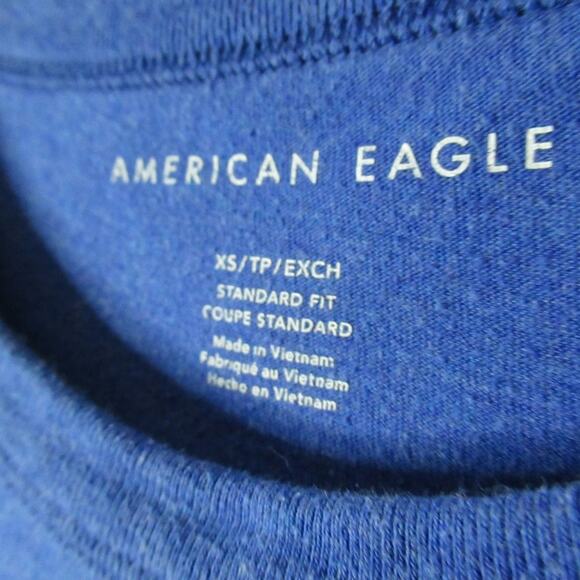 AMERICAN EAGLE
XS/TP/EXCH
STANDARD FIT
COUPE STANDARD
Made in Vietnam
Fabriqué au Vietnam
Hecho en Vietnam